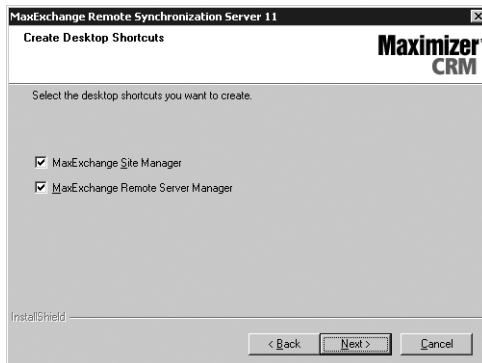 MaxExchange Remote Synchronization Server 11
Create Desktop Shortcuts
Maximizer
CRM
Select the desktop shortcuts you want to create.
MaxExchange Site Manager
MaxExchange Remote Server Manager
InstallShield
< Back Next > Cancel